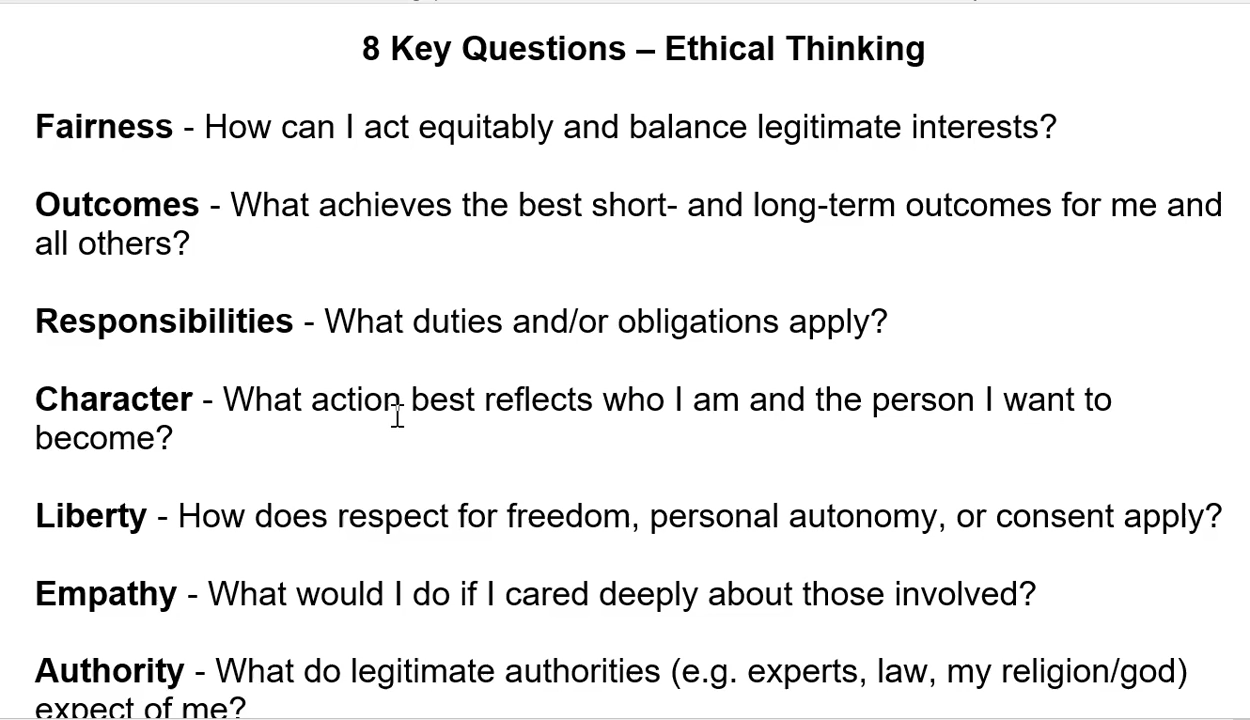 8 Key Questions – Ethical Thinking
Fairness - How can I act equitably and balance legitimate interests?
Outcomes - What achieves the best short- and long-term outcomes for me and
all others?
Responsibilities - What duties and/or obligations apply?
Character - What action best reflects who I am and the person I want to
become?
Liberty - How does respect for freedom, personal autonomy, or consent apply?
Empathy - What would I do if I cared deeply about those involved?
Authority - What do legitimate authorities (e.g. experts, law, my religion/god)
expect of me?